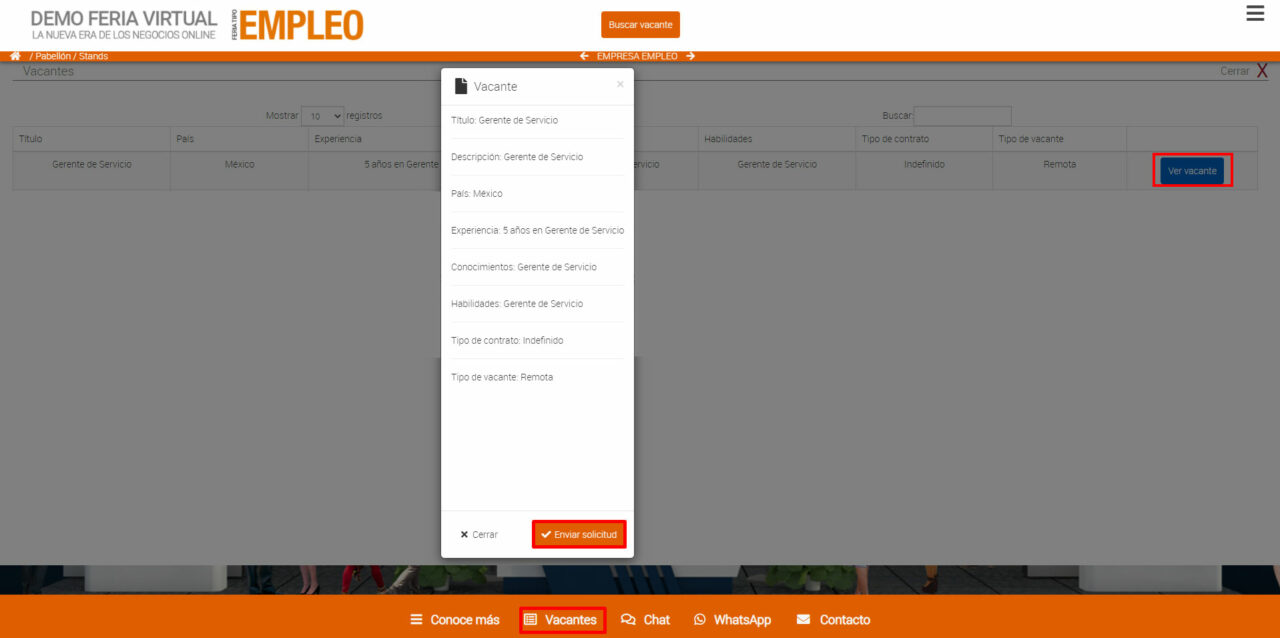 DEMO FERIA VIRTUAL
LA NUEVA ERA DE LOS NEGOCIOS ONLINE
FERIA TIPO
EMPLEO
Buscar vacante
/ Pabellón / Stands
EMPRESA EMPLEO
Vacantes
Cerrar X
Mostrar 10 registros
Buscar:
Título País Experiencia Habilidades Tipo de contrato Tipo de vacante
Gerente de Servicio México 5 años en Gerente Gerente de Servicio Indefinido Remota Ver vacante
Vacante ×
Título: Gerente de Servicio
Descripción: Gerente de Servicio
País: México
Experiencia: 5 años en Gerente de Servicio
Conocimientos: Gerente de Servicio
Habilidades: Gerente de Servicio
Tipo de contrato: Indefinido
Tipo de vacante: Remota
Cerrar
Enviar solicitud
Conoce más Vacantes Chat WhatsApp Contacto